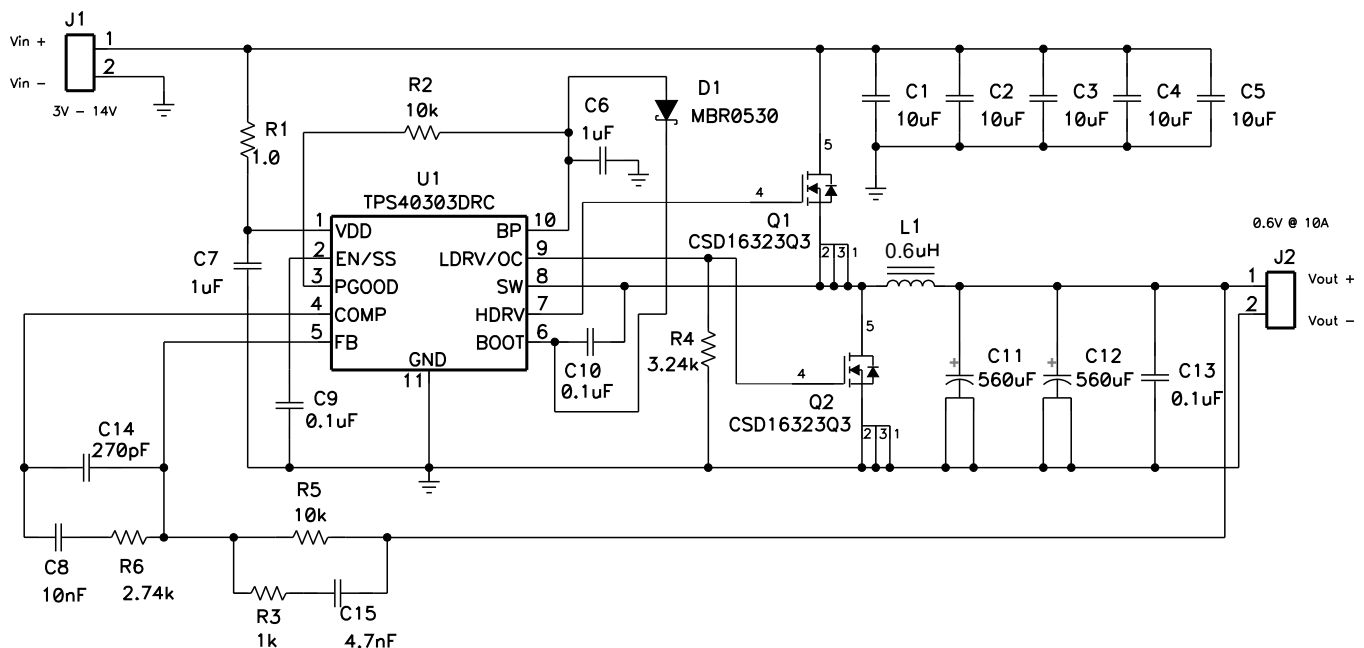 J1
Vin +
1
2
Vin -
3V - 14V
R1
1.0
R2
10k
C6
1uF
D1
MBR0530
C1
10uF
C2
10uF
C3
10uF
C4
10uF
C5
10uF
U1
TPS40303DRC
1 VDD BP 10
2 EN/SS LDRV/OC 9
3 PGOOD SW 8
4 COMP HDRV 7
5 FB BOOT 6
GND
11
C7
1uF
5
4
Q1
CSD16323Q3
2 3 1
L1
0.6uH
0.6V @ 10A
J2
1
Vout +
2
Vout -
R4
3.24k
C10
0.1uF
5
4
Q2
CSD16323Q3
2 3 1
+
C11
560uF
+
C12
560uF
C13
0.1uF
C9
0.1uF
C14
270pF
R5
10k
C8
10nF
R6
2.74k
R3
1k
C15
4.7nF